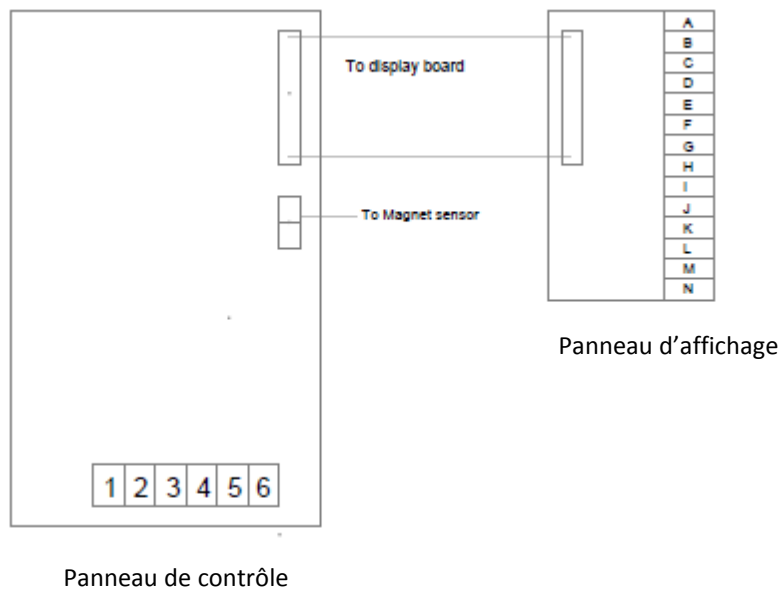 To display board
To Magnet sensor
A
B
C
D
E
F
G
H
I
J
K
L
M
N
Panneau d’affichage
1 2 3 4 5 6
Panneau de contrôle